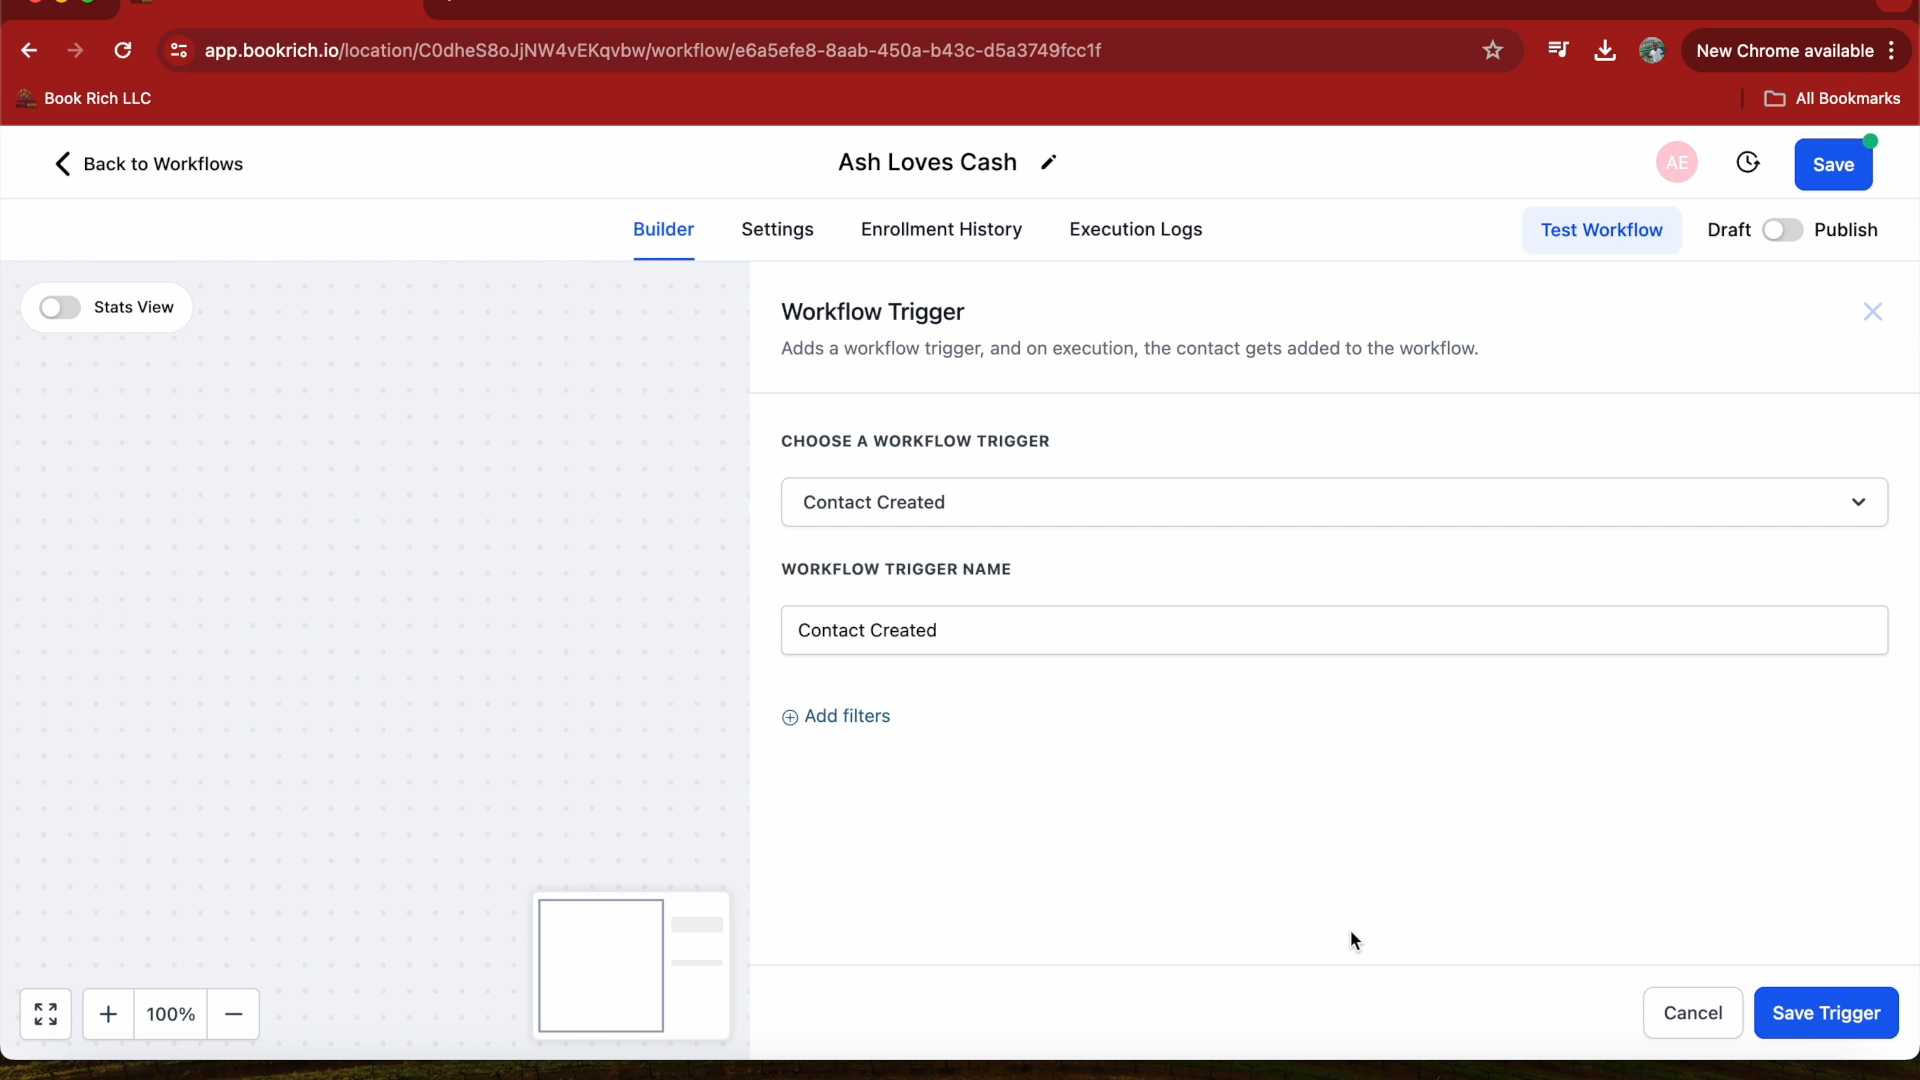 app.bookrich.io/location/C0dheS8oJjNW4vEKqvbw/workflow/e6a5efe8-8aab-450a-b43c-d5a3749fcc1f
New Chrome available
Book Rich LLC
All Bookmarks
Back to Workflows
Ash Loves Cash
AE
Save
Builder
Settings
Enrollment History
Execution Logs
Test Workflow
Draft
Publish
Stats View
Workflow Trigger
Adds a workflow trigger, and on execution, the contact gets added to the workflow.
CHOOSE A WORKFLOW TRIGGER
Contact Created
WORKFLOW TRIGGER NAME
Contact Created
Add filters
100%
Cancel
Save Trigger